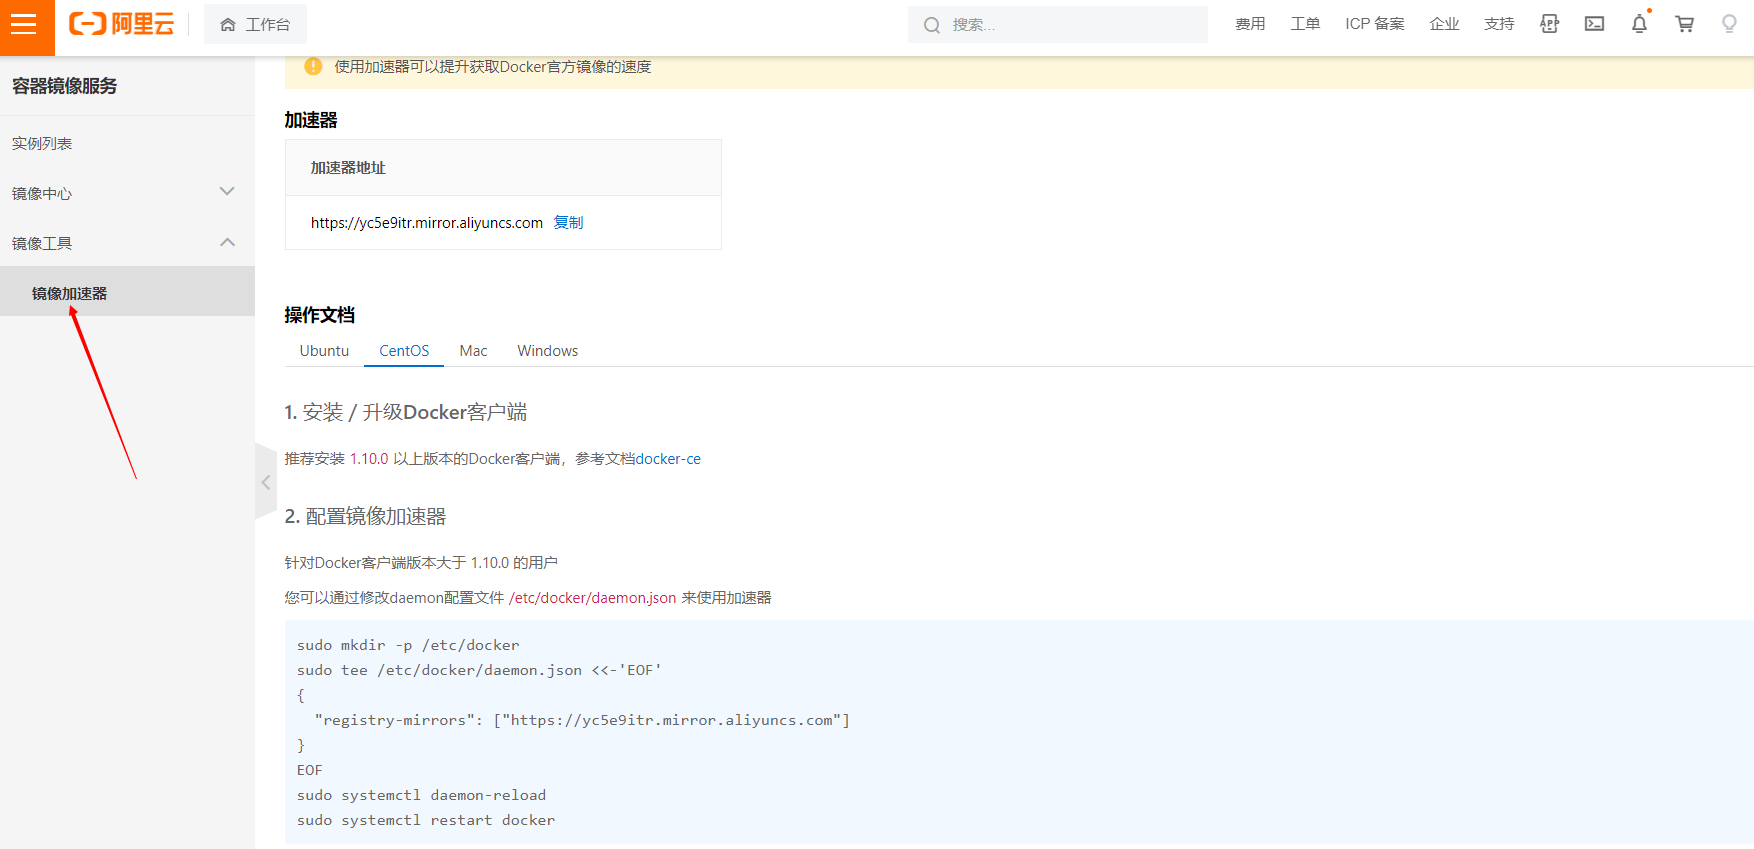 阿里云
工作台
搜索...
费用
工单
ICP 备案
企业
支持
容器镜像服务
实例列表
镜像中心
镜像工具
镜像加速器
使用加速器可以提升获取Docker官方镜像的速度
加速器
加速器地址
https://yc5e9itr.mirror.aliyuncs.com 复制
操作文档
Ubuntu CentOS Mac Windows
1. 安装 / 升级Docker客户端
推荐安装 1.10.0 以上版本的Docker客户端，参考文档docker-ce
2. 配置镜像加速器
针对Docker客户端版本大于 1.10.0 的用户
您可以通过修改daemon配置文件 /etc/docker/daemon.json 来使用加速器
sudo mkdir -p /etc/docker
sudo tee /etc/docker/daemon.json <<-'EOF'
{
  "registry-mirrors": ["https://yc5e9itr.mirror.aliyuncs.com"]
}
EOF
sudo systemctl daemon-reload
sudo systemctl restart docker